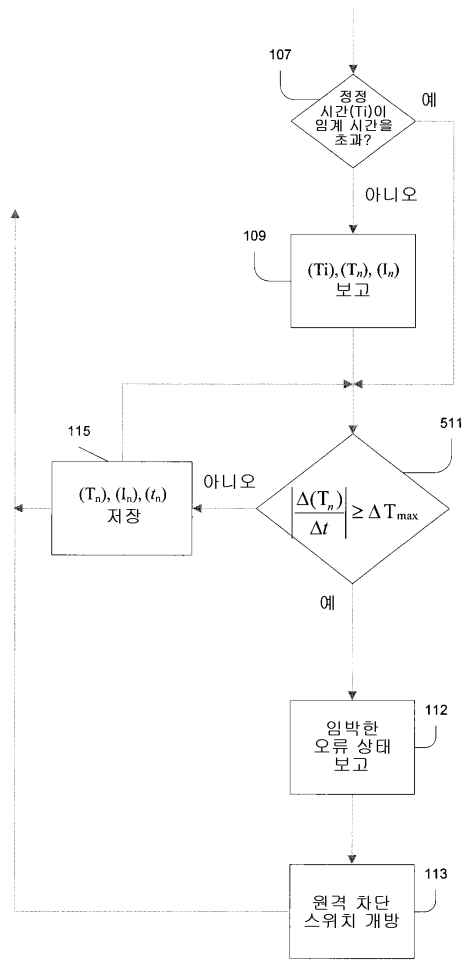 107
정정
시간(Ti)이
임계 시간을
초과?
예
아니오
109
(Ti), (Tn), (In)
보고
511
115
(Tn), (In), (tn)
저장
아니오
|Δ(Tn)/Δt| ≥ ΔTmax
예
임박한
오류 상태
보고
112
원격 차단
스위치 개방
113